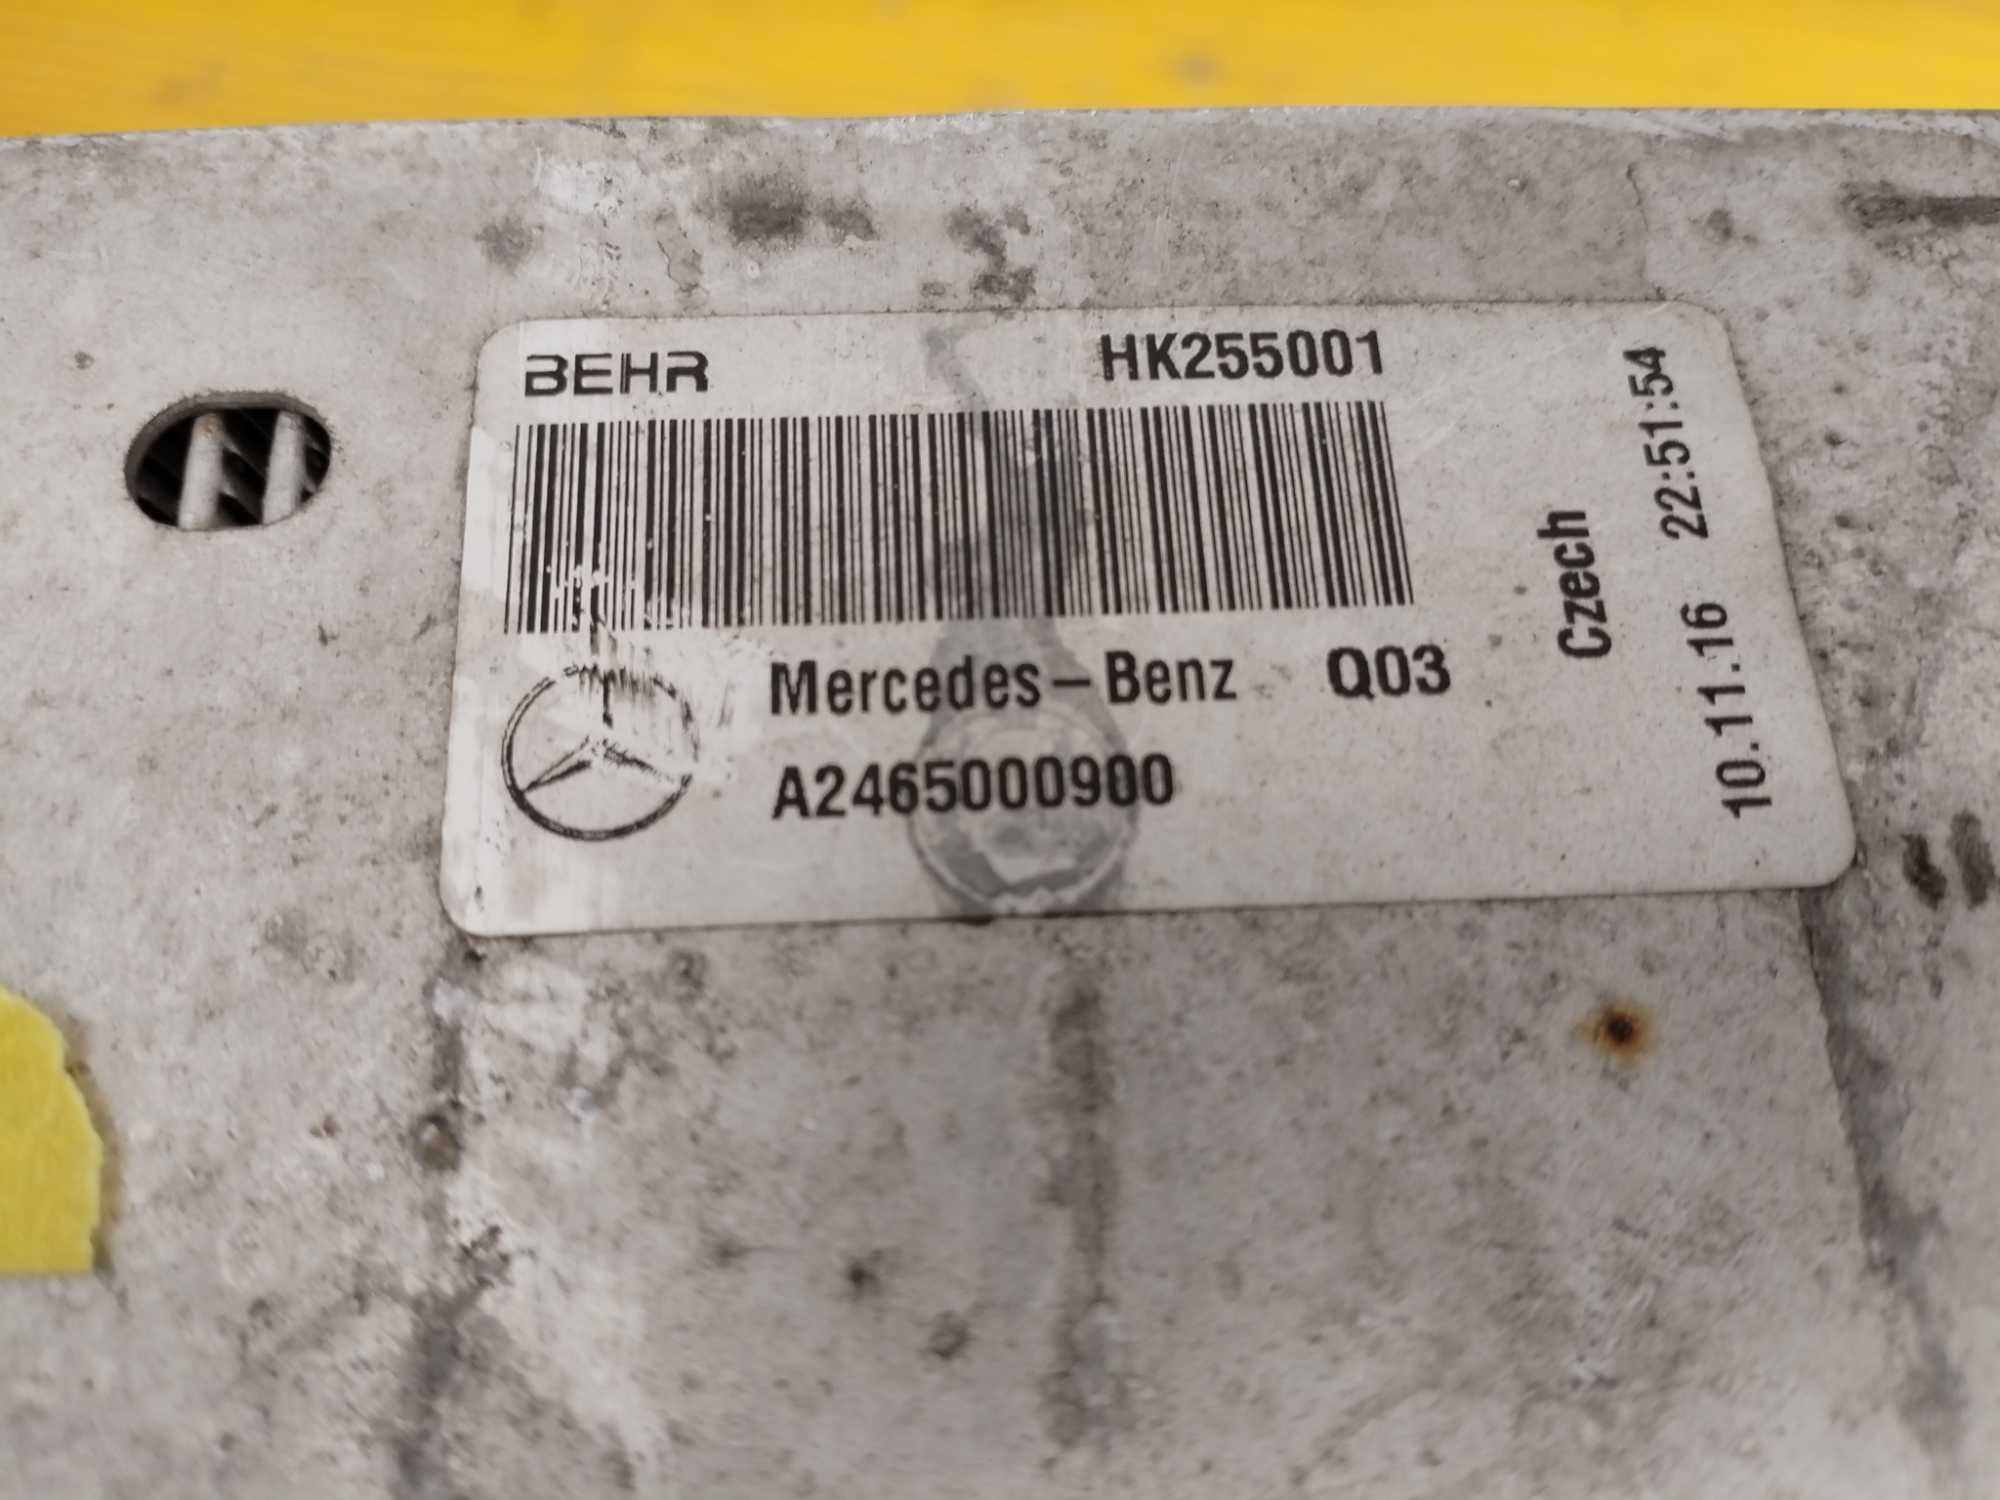 BEHR HK255001
Mercedes-Benz Q03
A2465000900
Czech
10.11.16 22:51:54